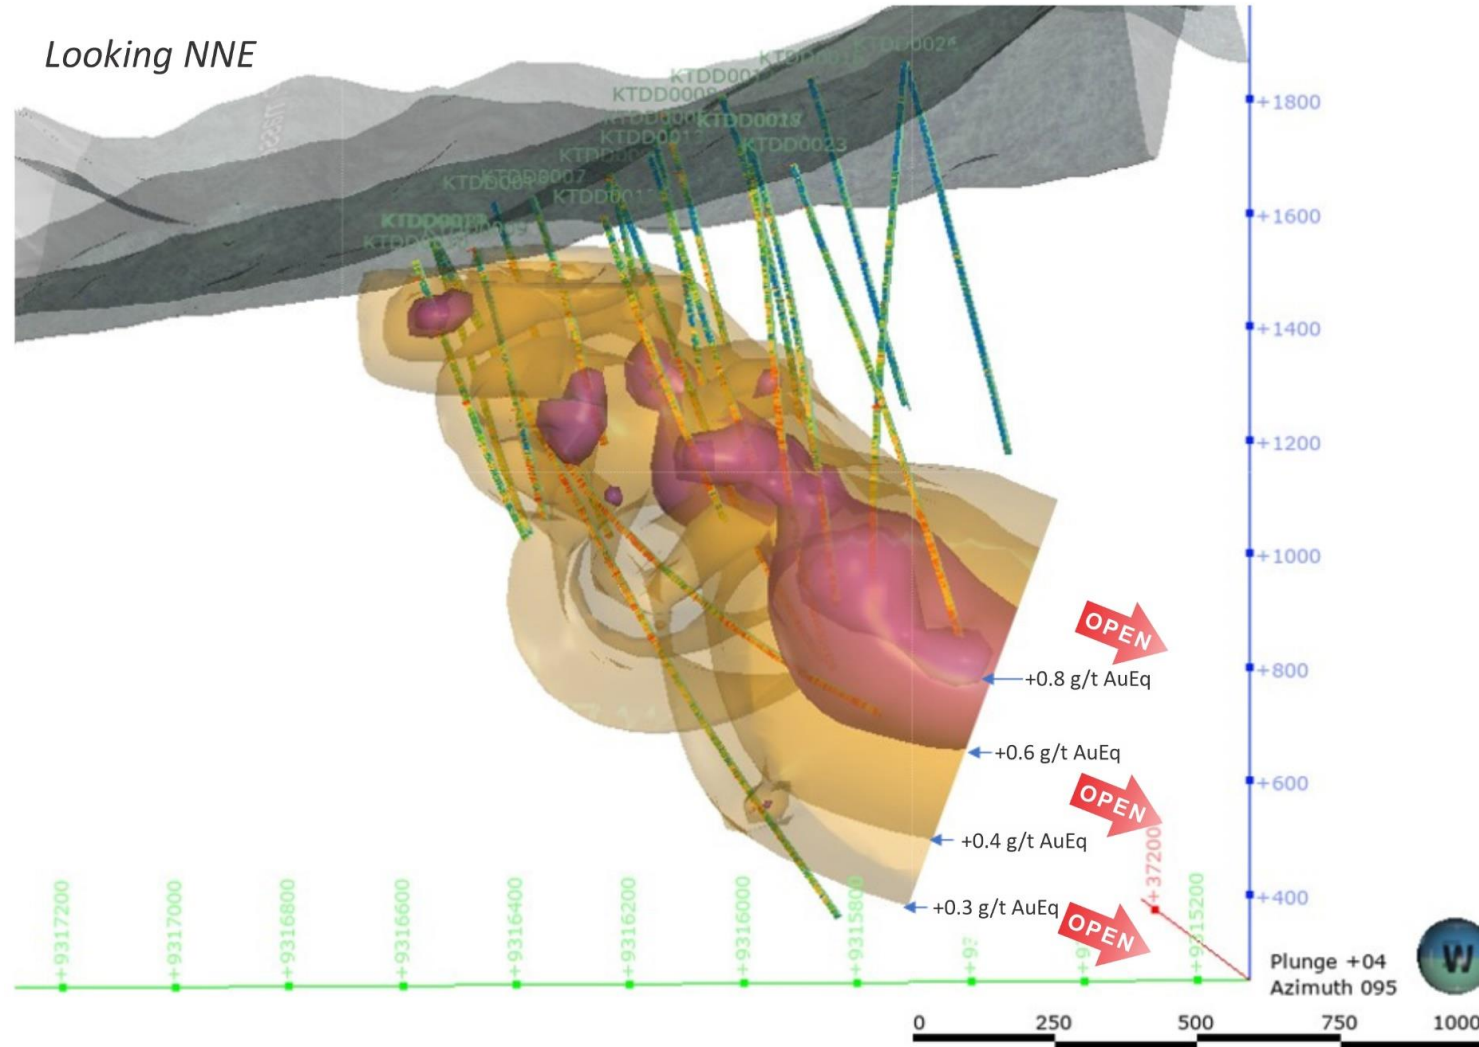 Looking NNE
KTDD0024
KTDD0008
KTDD0023
KTDD0007
+1800
+1600
+1400
+1200
+1000
+800
+600
+400
OPEN
+0.8 g/t AuEq
+0.6 g/t AuEq
OPEN
+0.4 g/t AuEq
+0.3 g/t AuEq
OPEN
+37200
+9317200
+9317000
+9316800
+9316600
+9316400
+9316200
+9316000
+9315800
+9315200
Plunge +04
Azimuth 095
W
0 250 500 750 1000